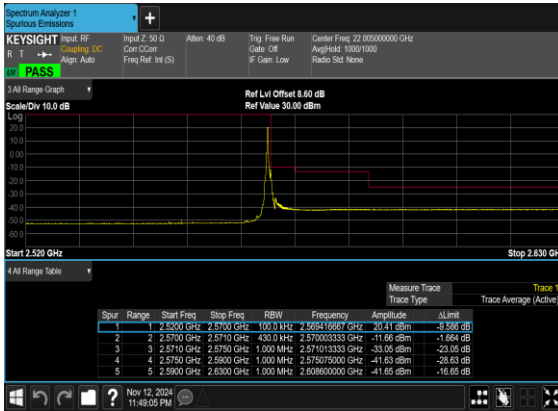 Spectrum Analyzer 1
Spurious Emissions
+
KEYSIGHT Input: RF Input Z: 50 Ω Atten: 40 dB Trig: Free Run Center Freq: 22.005000000 GHz
R T Coupling: DC Corr CCorr Gate: Off Avg|Hold: 1000/1000
Align: Auto Freq Ref: Int (S) IF Gain: Low Radio Std: None
LXI PASS
3 All Range Graph
Ref Lvl Offset 8.60 dB
Scale/Div 10.0 dB Ref Value 30.00 dBm
Log
20.0
10.0
0.00
-10.0
-20.0
-30.0
-40.0
-50.0
-60.0
Start 2.520 GHz Stop 2.630 GH
4 All Range Table
Measure Trace Trace 1
Trace Type Trace Average (Active)
Spur Range Start Freq Stop Freq RBW Frequency Amplitude ΔLimit
1 1 2.5200 GHz 2.5700 GHz 100.0 kHz 2.569416667 GHz 20.41 dBm -9.586 dB
2 2 2.5700 GHz 2.5710 GHz 430.0 kHz 2.570003333 GHz -11.66 dBm -1.664 dB
3 3 2.5710 GHz 2.5750 GHz 1.000 MHz 2.571013333 GHz -33.05 dBm -23.05 dB
4 4 2.5750 GHz 2.5900 GHz 1.000 MHz 2.575075000 GHz -41.63 dBm -28.63 dB
5 5 2.5900 GHz 2.6300 GHz 1.000 MHz 2.608600000 GHz -41.65 dBm -16.65 dB
? Nov 12, 2024
11:49:05 PM